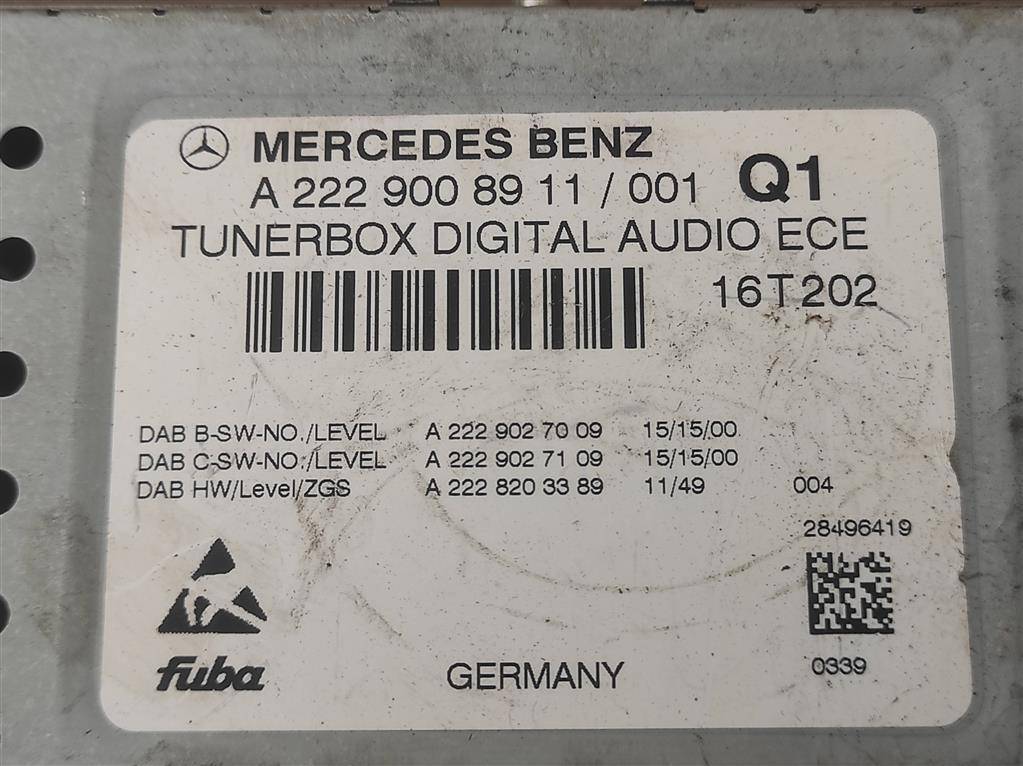 MERCEDES BENZ
A 222 900 89 11 / 001 Q1
TUNERBOX DIGITAL AUDIO ECE
16T202
DAB B-SW-NO./LEVEL A 222 902 70 09 15/15/00
DAB C-SW-NO./LEVEL A 222 902 71 09 15/15/00
DAB HW/Level/ZGS A 222 820 33 89 11/49 004
28496419
fuba GERMANY 0339